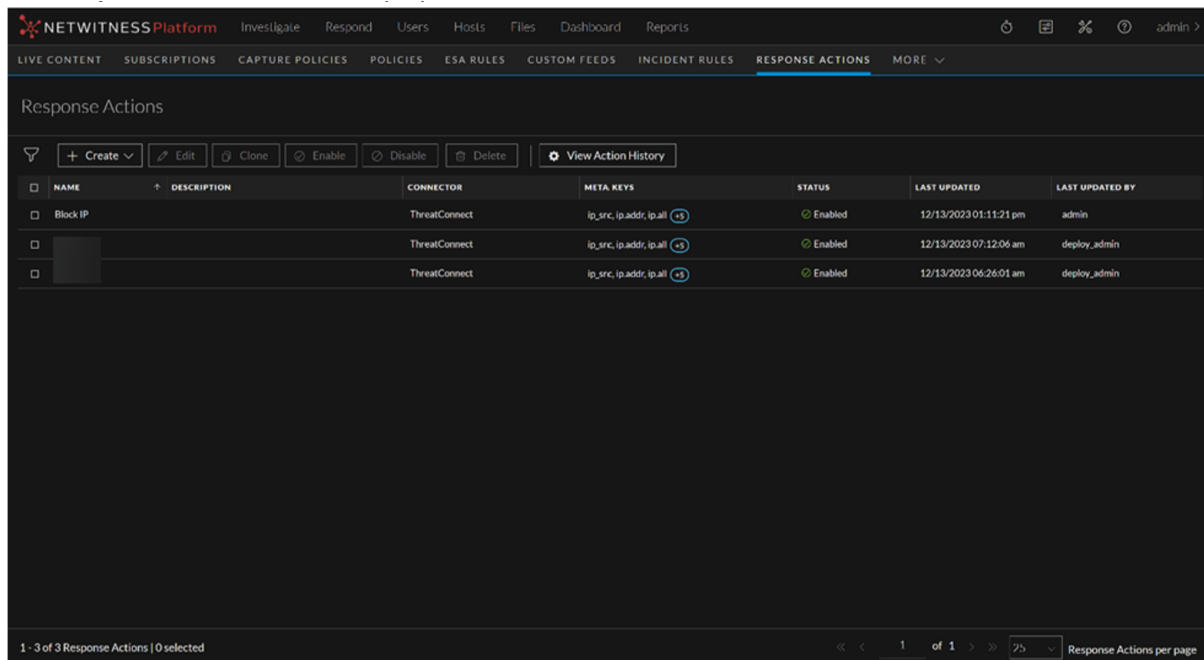 NETWITNESS Platform Investigate Respond Users Hosts Files Dashboard Reports admin >
LIVE CONTENT SUBSCRIPTIONS CAPTURE POLICIES POLICIES ESA RULES CUSTOM FEEDS INCIDENT RULES RESPONSE ACTIONS MORE
Response Actions
+ Create Edit Clone Enable Disable Delete View Action History
NAME ↑ DESCRIPTION CONNECTOR META KEYS STATUS LAST UPDATED LAST UPDATED BY
Block IP ThreatConnect ip_src, ip.addr, ip.all +5 Enabled 12/13/2023 01:11:21 pm admin
ThreatConnect ip_src, ip.addr, ip.all +5 Enabled 12/13/2023 07:12:06 am deploy_admin
ThreatConnect ip_src, ip.addr, ip.all +5 Enabled 12/13/2023 06:26:01 am deploy_admin
1 - 3 of 3 Response Actions | 0 selected « < 1 of 1 > » 25 Response Actions per page